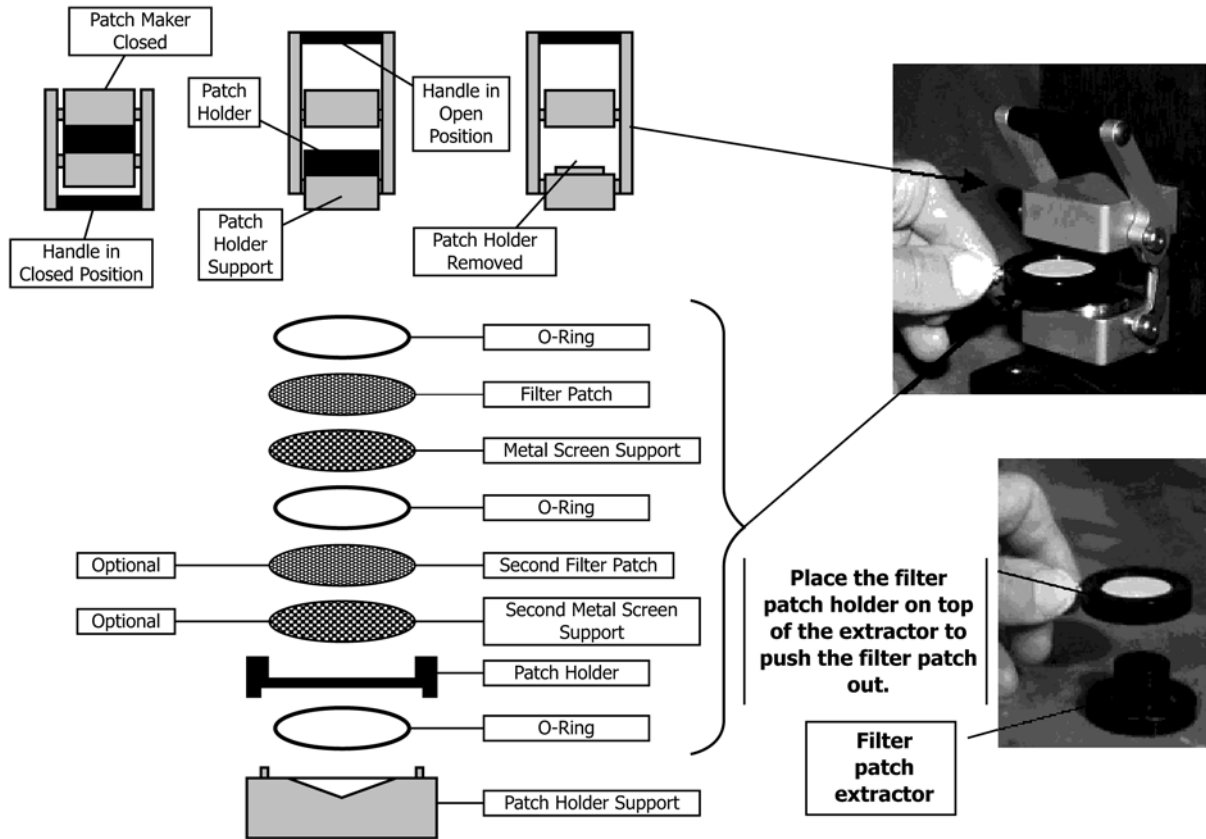 Patch Maker
Closed
Patch
Holder
Handle in
Open
Position
Handle in
Closed Position
Patch
Holder
Support
Patch Holder
Removed
O-Ring
Filter Patch
Metal Screen Support
O-Ring
Optional
Second Filter Patch
Optional
Second Metal Screen
Support
Patch Holder
O-Ring
Patch Holder Support
Place the filter
patch holder on top
of the extractor to
push the filter patch
out.
Filter
patch
extractor